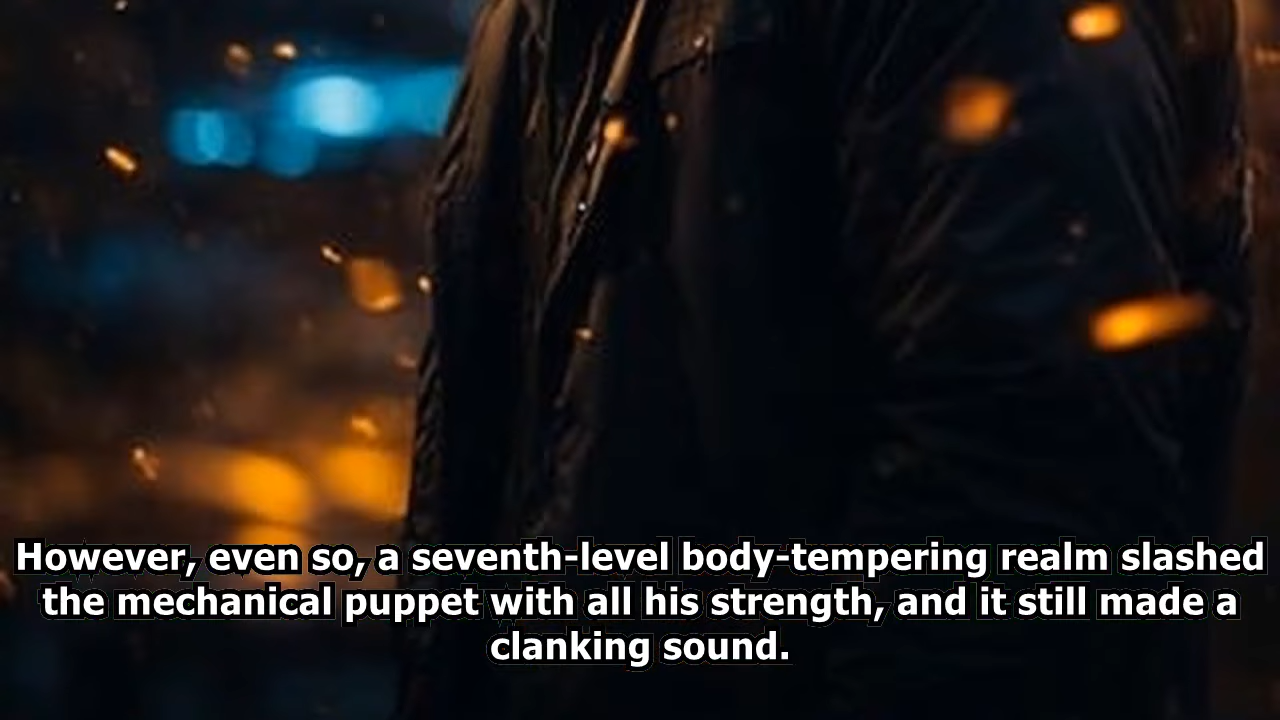 However, even so, a seventh-level body-tempering realm slashed
the mechanical puppet with all his strength, and it still made a
clanking sound.